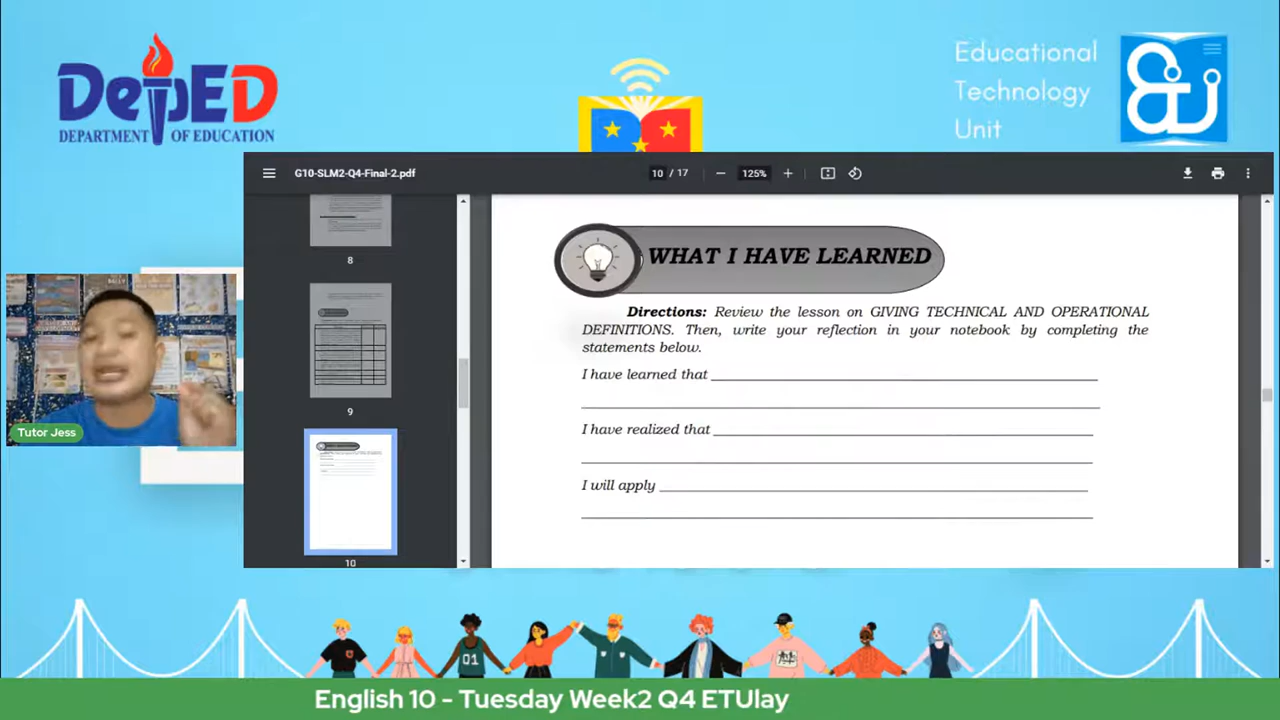 DepED
DEPARTMENT OF EDUCATION
Educational
Technology
Unit
G10-SLM2-Q4-Final-2.pdf
10 / 17
125%
8
9
10
WHAT I HAVE LEARNED
Directions: Review the lesson on GIVING TECHNICAL AND OPERATIONAL
DEFINITIONS. Then, write your reflection in your notebook by completing the
statements below.
I have learned that
I have realized that
I will apply
Tutor Jess
01
English 10 - Tuesday Week2 Q4 ETUlay